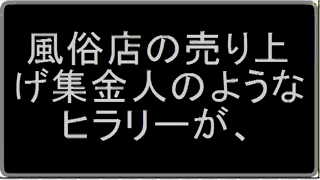 風俗店の売り上
げ集金人のような
ヒラリーが、